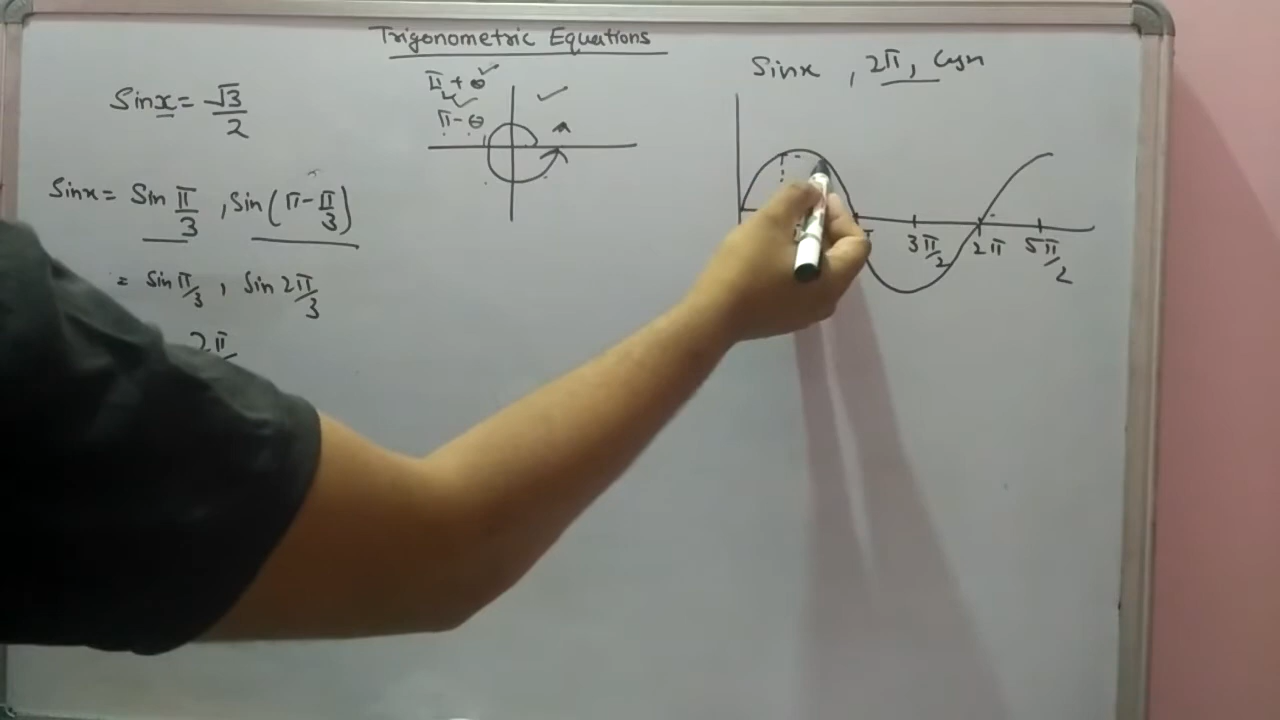 Trigonometric Equations
Sinx = √3/2
Sinx = Sin π/3 , Sin(π-π/3)
= Sin π/3 , Sin 2π/3
2π
π + θ
π - θ
Sinx , 2π,
3π/2 2π 5π/2